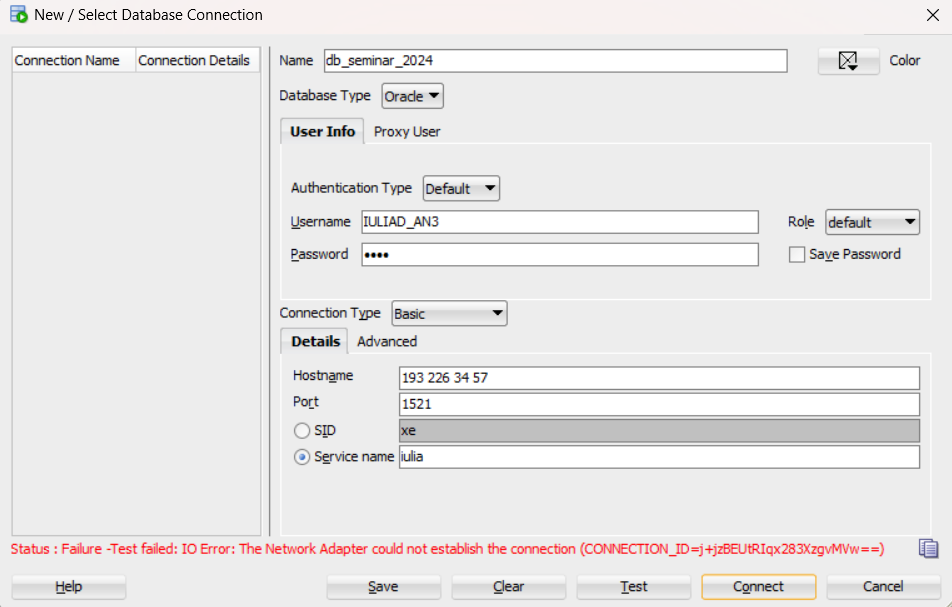 New / Select Database Connection
Connection Name Connection Details
Name db_seminar_2024 Color
Database Type Oracle
User Info Proxy User
Authentication Type Default
Username IULIAD_AN3 Role default
Password •••• Save Password
Connection Type Basic
Details Advanced
Hostname 193 226 34 57
Port 1521
SID xe
Service name iulia
Status : Failure -Test failed: IO Error: The Network Adapter could not establish the connection (CONNECTION_ID=j+jzBEUtRIqx283XzgvMVw==)
Help Save Clear Test Connect Cancel